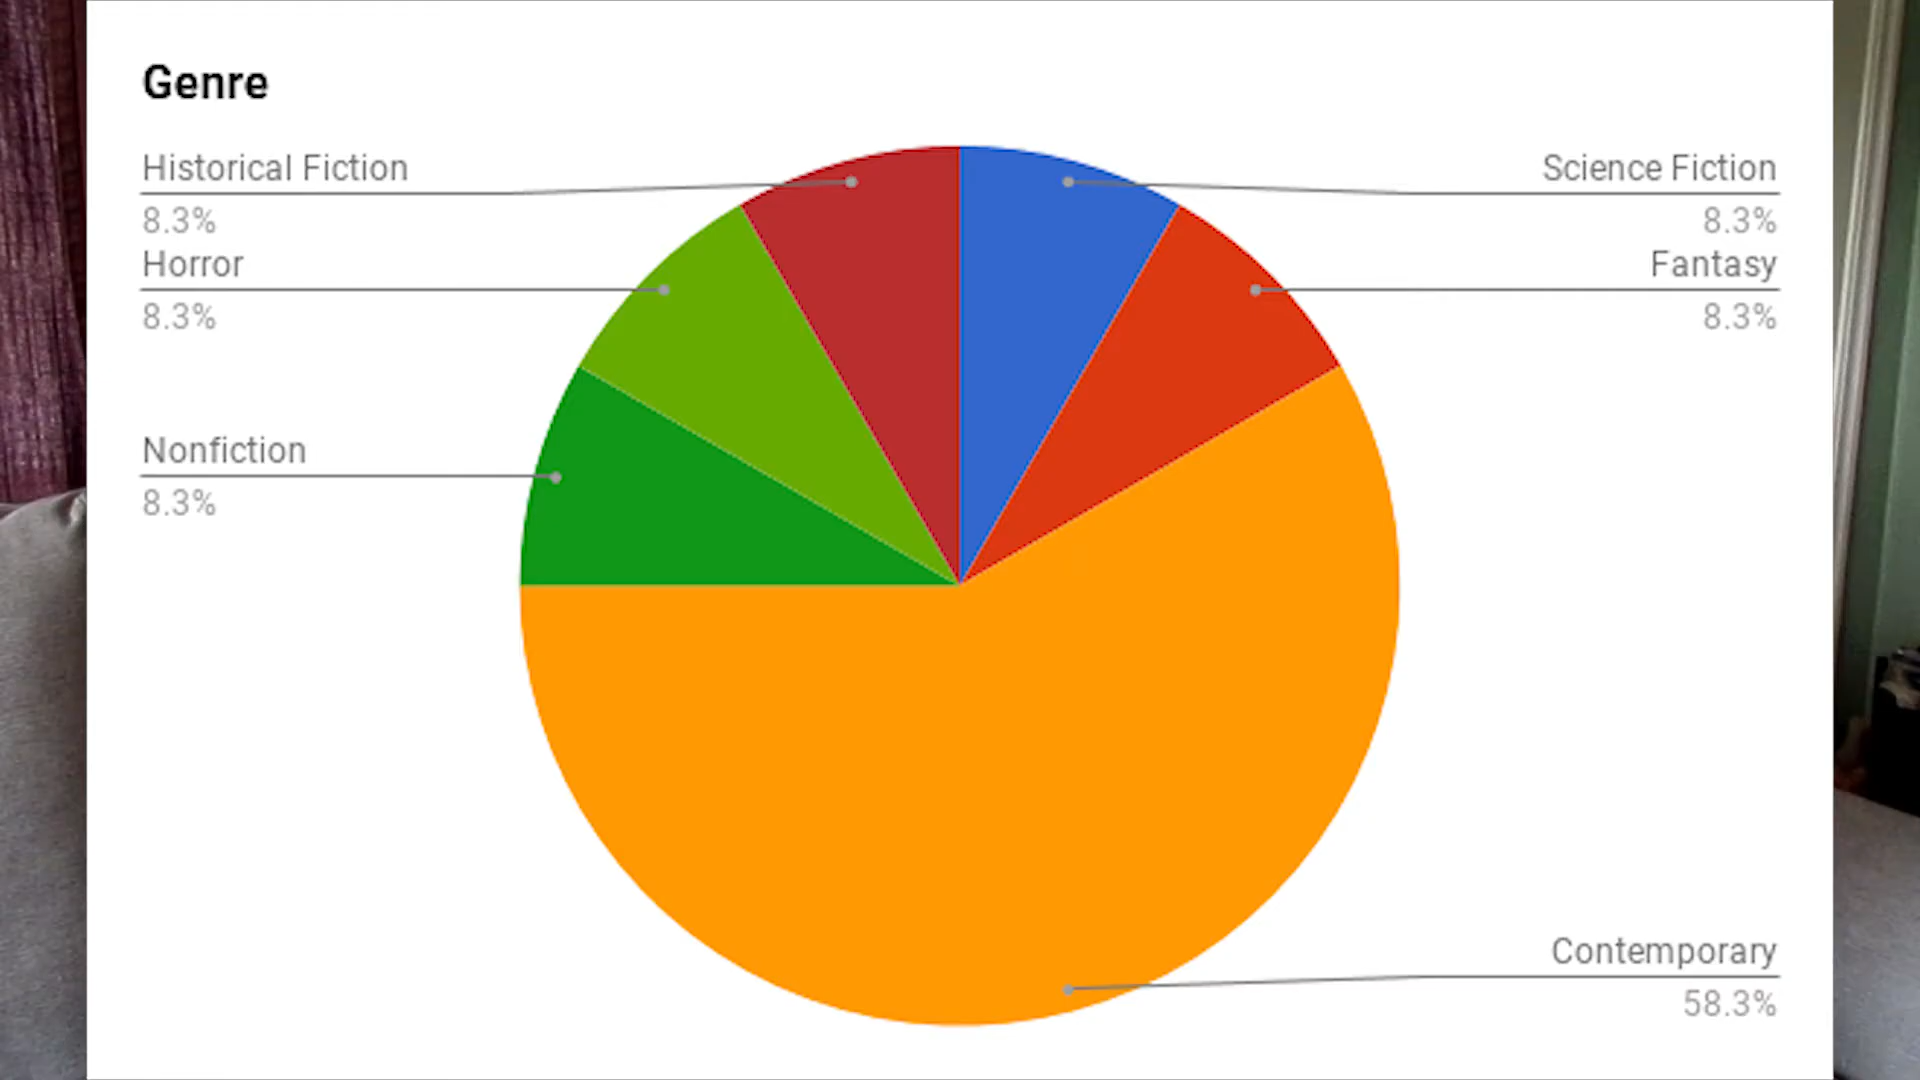 Genre
Historical Fiction
8.3%
Horror
8.3%
Nonfiction
8.3%
Science Fiction
8.3%
Fantasy
8.3%
Contemporary
58.3%